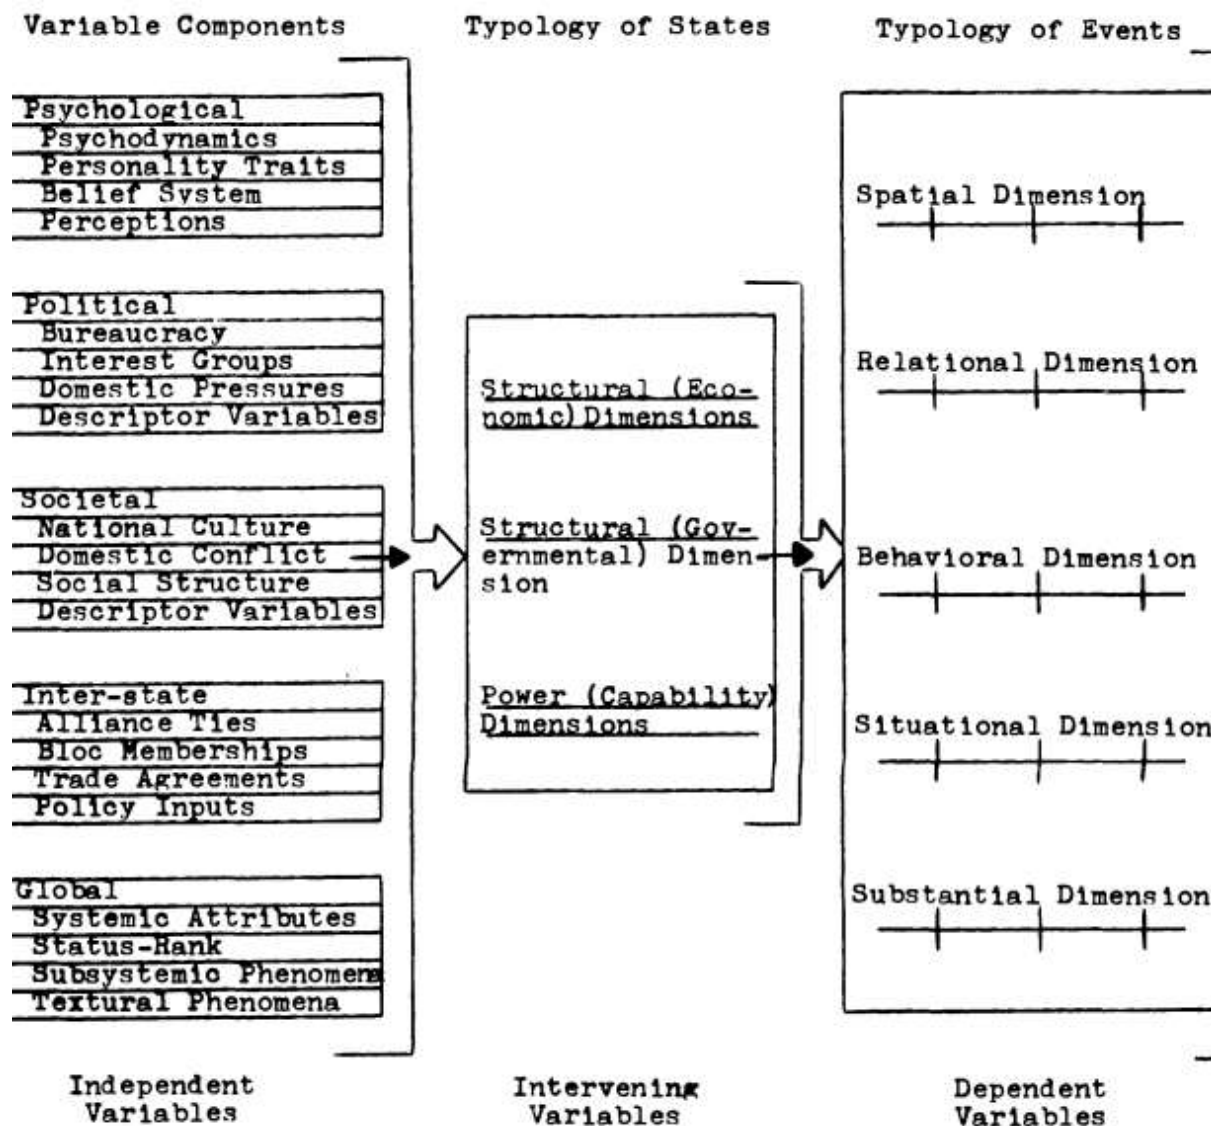 Variable Components
Typology of States
Typology of Events
Psychological
Psychodynamics
Personality Traits
Belief System
Perceptions
Political
Bureaucracy
Interest Groups
Domestic Pressures
Descriptor Variables
Societal
National Culture
Domestic Conflict
Social Structure
Descriptor Variables
Inter-state
Alliance Ties
Bloc Memberships
Trade Agreements
Policy Inputs
Global
Systemic Attributes
Status-Rank
Subsystemic Phenomena
Textural Phenomena
Independent
Variables
Structural (Eco-
nomic) Dimensions
Structural (Gov-
ernmental) Dimen-
sion
Power (Capability)
Dimensions
Intervening
Variables
Spatial Dimension
Relational Dimension
Behavioral Dimension
Situational Dimension
Substantial Dimension
Dependent
Variables